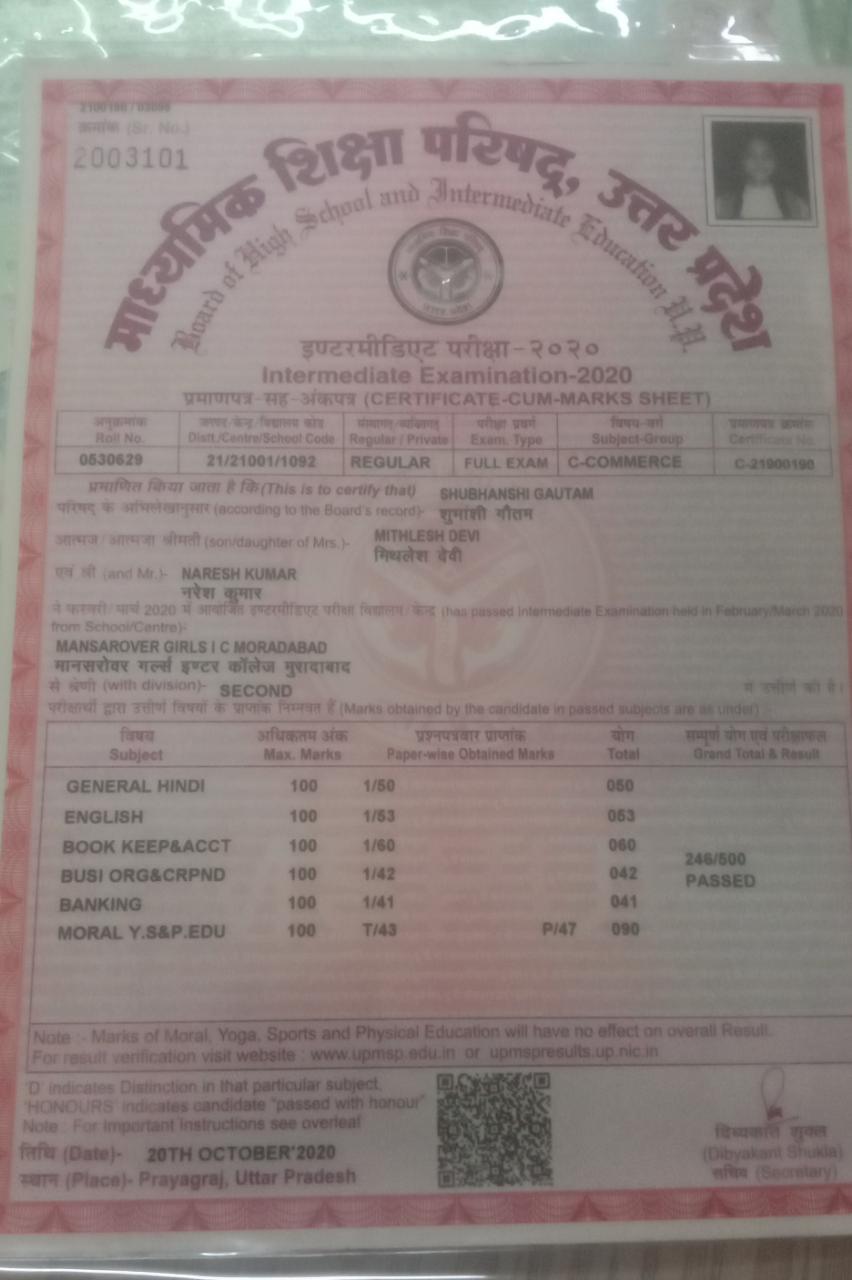 2100190 / 03098
क्रमांक (Sr. No.)
2003101
माध्यमिक शिक्षा परिषद्, उत्तर प्रदेश
Board of High School and Intermediate Education U.P.
इण्टरमीडिएट परीक्षा-२०२०
Intermediate Examination-2020
प्रमाणपत्र-सह-अंकपत्र (CERTIFICATE-CUM-MARKS SHEET)
अनुक्रमांक जनपद/केन्द्र/विद्यालय कोड संस्थागत/व्यक्तिगत परीक्षा प्रवर्ग विषय-वर्ग प्रमाणपत्र क्रमांक
Roll No. Distt./Centre/School Code Regular / Private Exam. Type Subject-Group Certificate No.
0530629 21/21001/1092 REGULAR FULL EXAM C-COMMERCE C-21900190
प्रमाणित किया जाता है कि (This is to certify that) SHUBHANSHI GAUTAM
परिषद् के अभिलेखानुसार (according to the Board's record)- शुभांशी गौतम
आत्मज/आत्मजा श्रीमती (son/daughter of Mrs.)- MITHLESH DEVI
मिथलेश देवी
एवं श्री (and Mr.)- NARESH KUMAR
नरेश कुमार
ने फरवरी/मार्च 2020 में आयोजित इण्टरमीडिएट परीक्षा विद्यालय/केन्द्र (has passed Intermediate Examination held in February/March 2020
from School/Centre)-
MANSAROVER GIRLS I C MORADABAD
मानसरोवर गर्ल्स इण्टर कॉलेज मुरादाबाद
से श्रेणी (with division)- SECOND में उत्तीर्ण की है।
परीक्षार्थी द्वारा उत्तीर्ण विषयों के प्राप्तांक निम्नवत हैं (Marks obtained by the candidate in passed subjects are as under) :-
विषय अधिकतम अंक प्रश्नपत्रवार प्राप्तांक योग सम्पूर्ण योग एवं परीक्षाफल
Subject Max. Marks Paper-wise Obtained Marks Total Grand Total & Result
GENERAL HINDI 100 1/50 050
ENGLISH 100 1/53 053
BOOK KEEP&ACCT 100 1/60 060
246/500
BUSI ORG&CRPND 100 1/42 042
PASSED
BANKING 100 1/41 041
MORAL Y.S&P.EDU 100 T/43 P/47 090
Note :- Marks of Moral, Yoga, Sports and Physical Education will have no effect on overall Result.
For result verification visit website : www.upmsp.edu.in or upmspresults.up.nic.in
'D' indicates Distinction in that particular subject,
'HONOURS' indicates candidate "passed with honour"
Note : For Important Instructions see overleaf
तिथि (Date)- 20TH OCTOBER'2020
स्थान (Place)- Prayagraj, Uttar Pradesh
दिव्यकांत शुक्ल
(Dibyakant Shukla)
सचिव (Secretary)